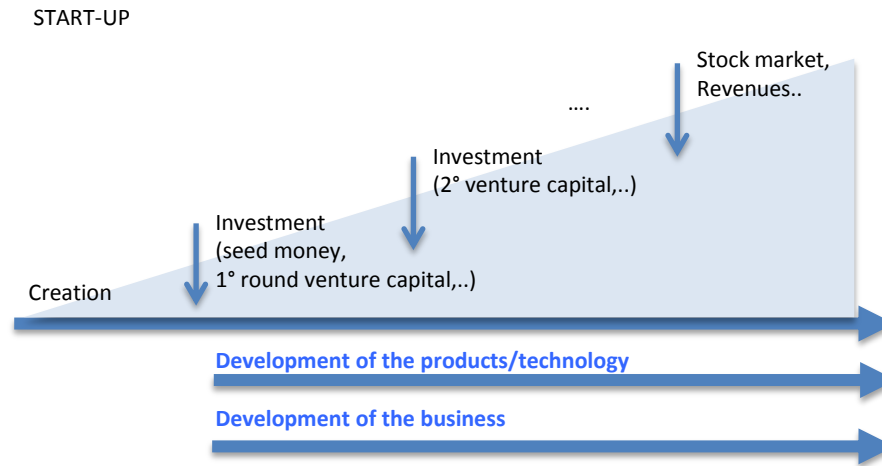 START-UP
Stock market,
Revenues..
....
Investment
(2° venture capital,..)
Investment
(seed money,
1° round venture capital,..)
Creation
Development of the products/technology
Development of the business